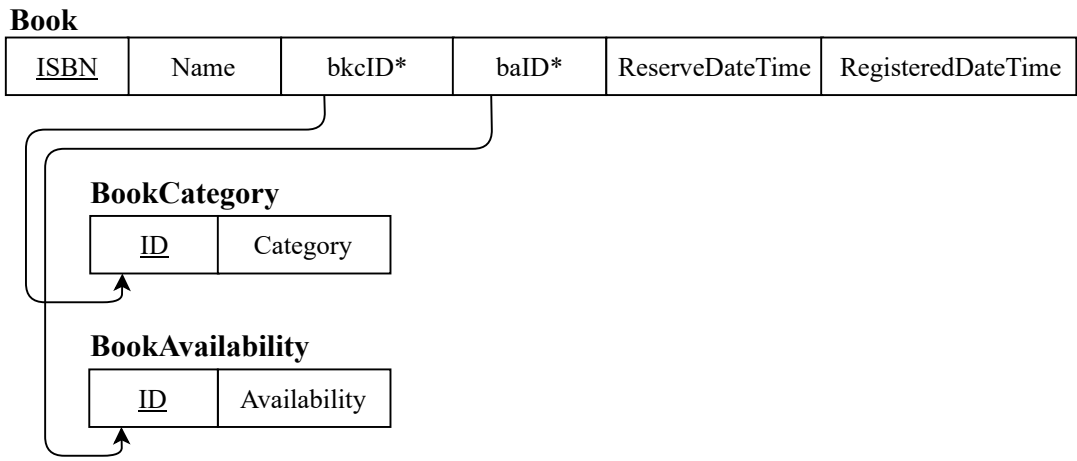 Book
ISBN Name bkcID* baID* ReserveDateTime RegisteredDateTime
BookCategory
ID Category
BookAvailability
ID Availability